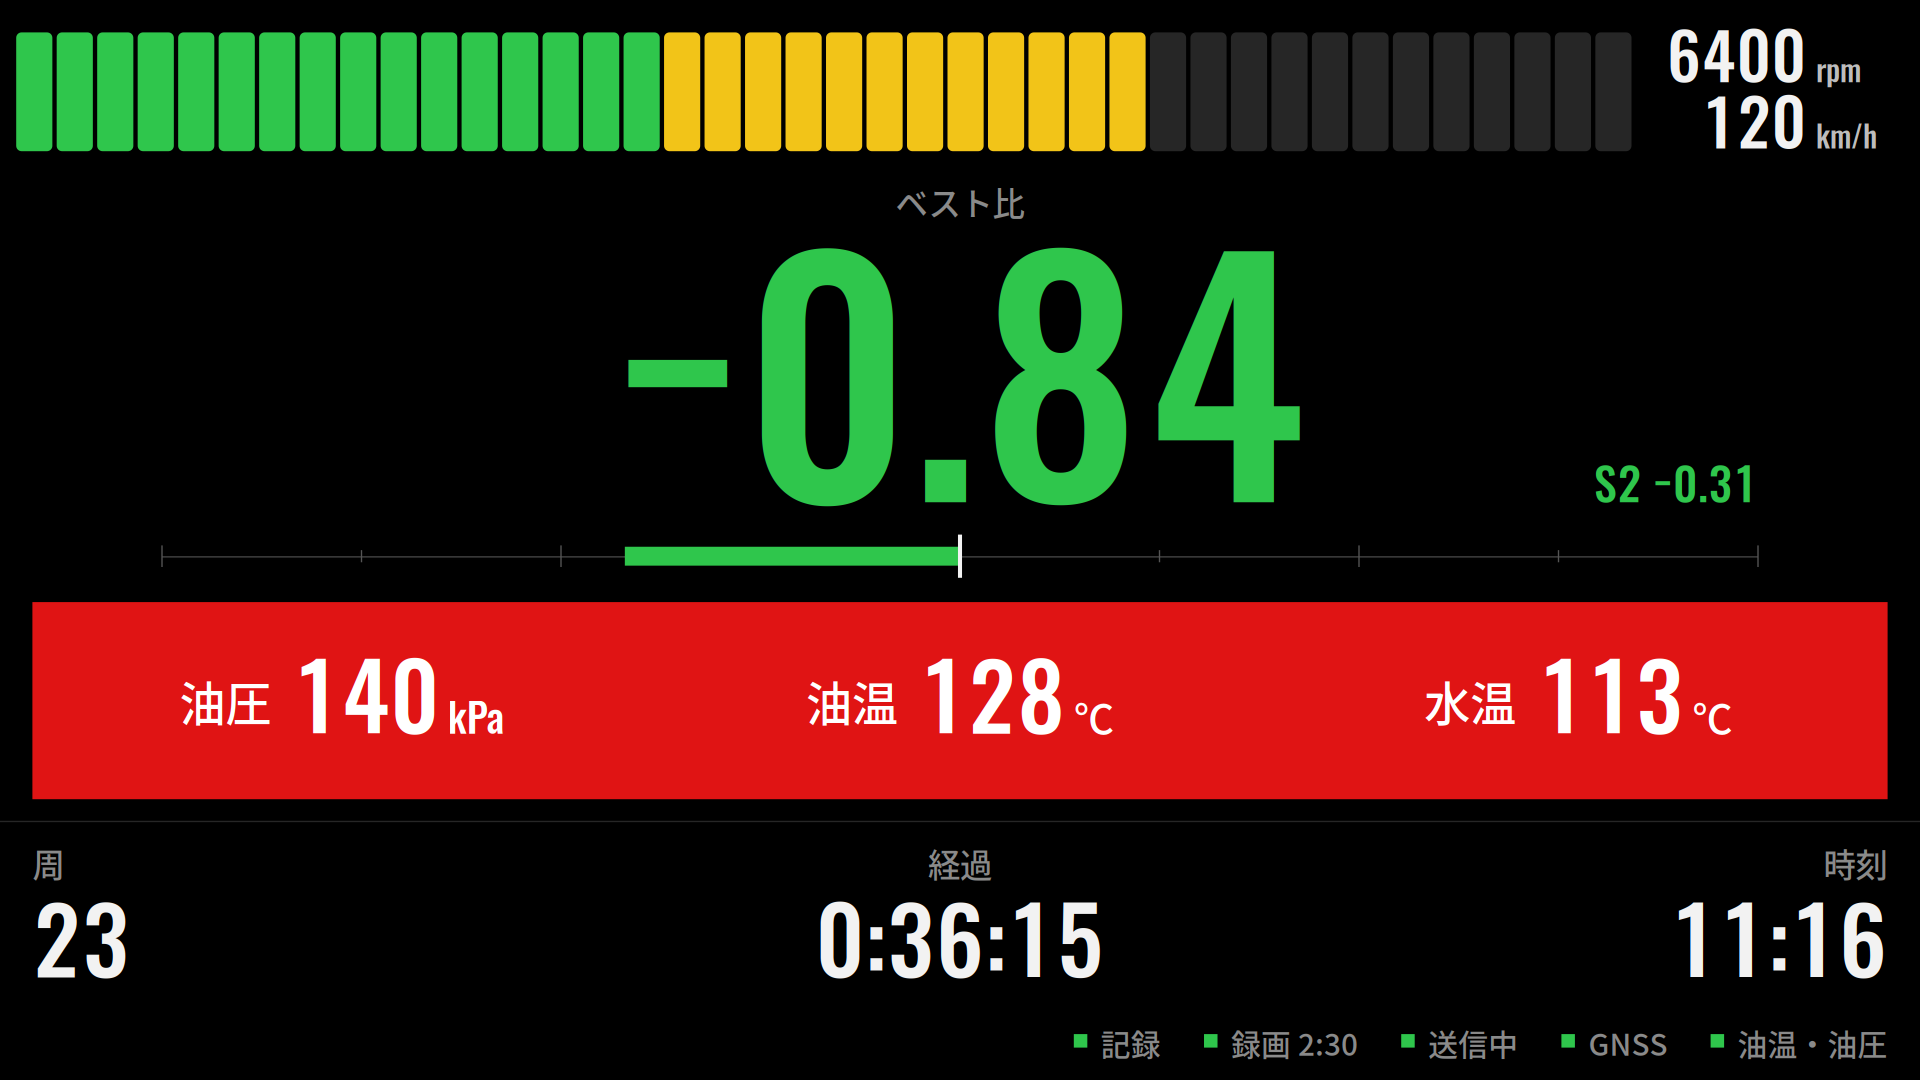 6400 rpm
120 km/h
ベスト比
-0.84
S2 -0.31
油圧 140 kPa
油温 128 ℃
水温 113 ℃
周
23
経過
0:36:15
時刻
11:16
記録
録画 2:30
送信中
GNSS
油温・油圧